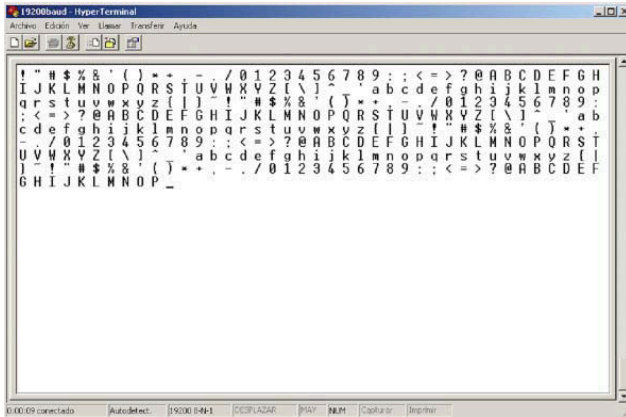 19200baud - HyperTerminal
Archivo Edición Ver Llamar Transferir Ayuda
! " # $ % & ' ( ) * + , - . / 0 1 2 3 4 5 6 7 8 9 : ; < = > ? @ A B C D E F G H
I J K L M N O P Q R S T U V W X Y Z [ \ ] ^ _ ` a b c d e f g h i j k l m n o p
q r s t u v w x y z { | } ~ ! " # $ % & ' ( ) * + , - . / 0 1 2 3 4 5 6 7 8 9 :
; < = > ? @ A B C D E F G H I J K L M N O P Q R S T U V W X Y Z [ \ ] ^ _ ` a b
c d e f g h i j k l m n o p q r s t u v w x y z { | } ~ ! " # $ % & ' ( ) * + ,
- . / 0 1 2 3 4 5 6 7 8 9 : ; < = > ? @ A B C D E F G H I J K L M N O P Q R S T
U V W X Y Z [ \ ] ^ _ ` a b c d e f g h i j k l m n o p q r s t u v w x y z { |
} ~ ! " # $ % & ' ( ) * + , - . / 0 1 2 3 4 5 6 7 8 9 : ; < = > ? @ A B C D E F
G H I J K L M N O P _
0:00:09 conectado Autodetect. 19200 8-N-1 DESPLAZAR MAY NUM Capturar Imprimir